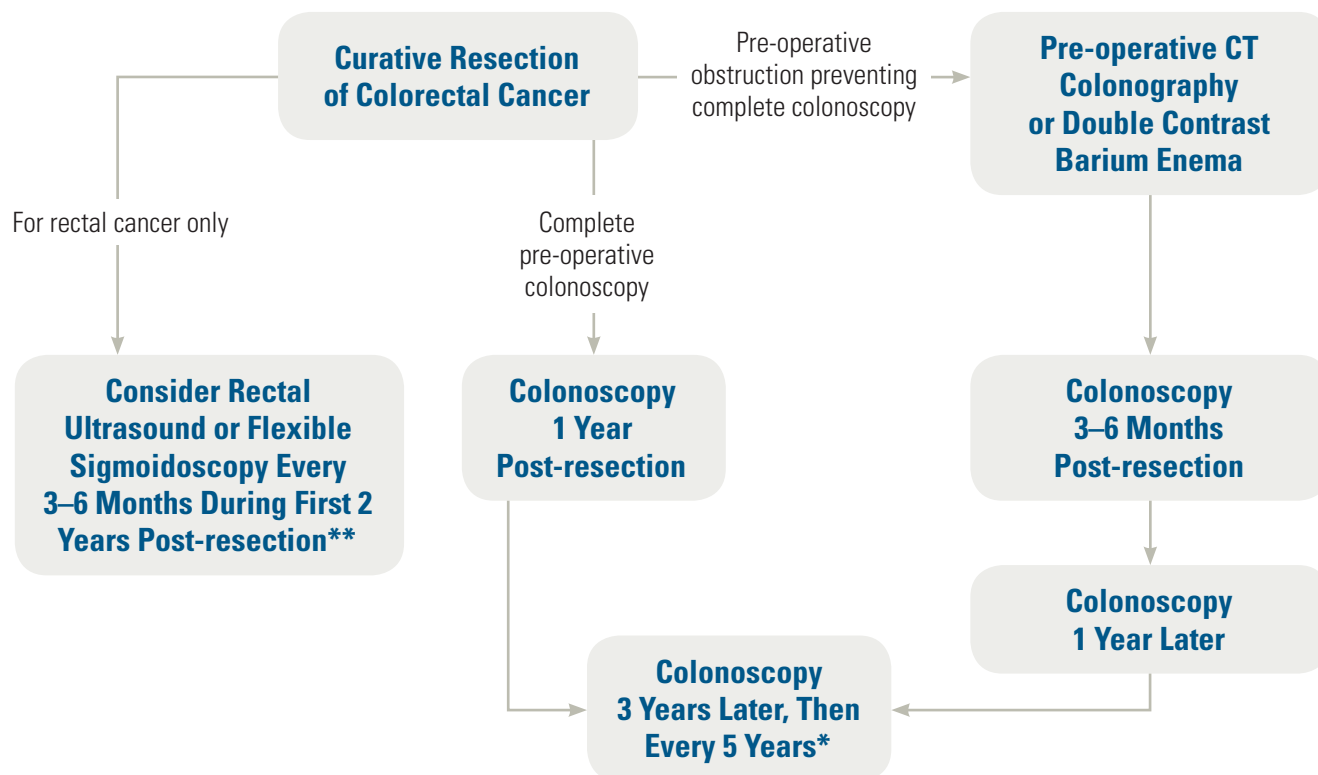 Curative Resection
of Colorectal Cancer
Pre-operative
obstruction preventing
complete colonoscopy
Pre-operative CT
Colonography
or Double Contrast
Barium Enema
For rectal cancer only
Complete
pre-operative
colonoscopy
Consider Rectal
Ultrasound or Flexible
Sigmoidoscopy Every
3–6 Months During First 2
Years Post-resection**
Colonoscopy
1 Year
Post-resection
Colonoscopy
3–6 Months
Post-resection
Colonoscopy
1 Year Later
Colonoscopy
3 Years Later, Then
Every 5 Years*